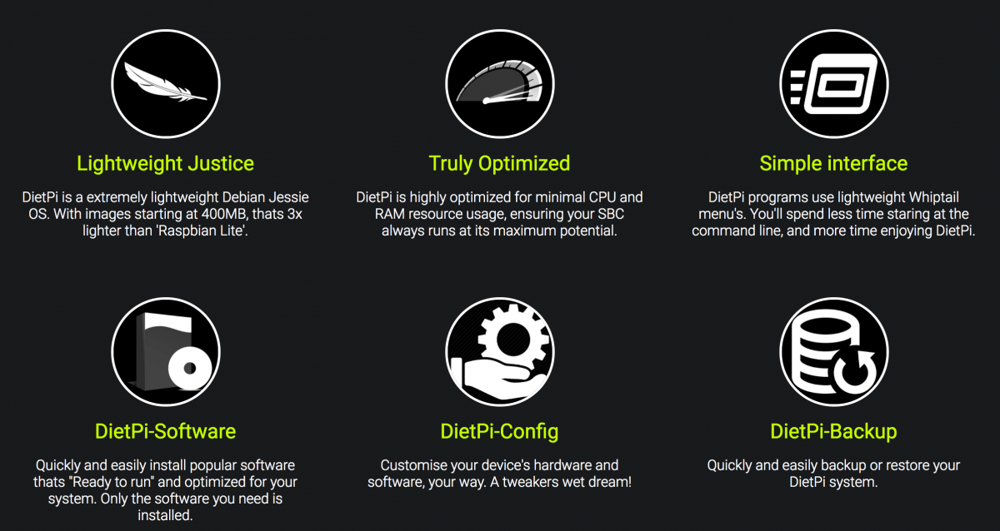 Lightweight Justice
DietPi is a extremely lightweight Debian Jessie
OS. With images starting at 400MB, thats 3x
lighter than 'Raspbian Lite'.
Truly Optimized
DietPi is highly optimized for minimal CPU and
RAM resource usage, ensuring your SBC
always runs at its maximum potential.
Simple interface
DietPi programs use lightweight Whiptail
menu's. You'll spend less time staring at the
command line, and more time enjoying DietPi.
DietPi-Software
Quickly and easily install popular software
thats "Ready to run" and optimized for your
system. Only the software you need is
installed.
DietPi-Config
Customise your device's hardware and
software, your way. A tweakers wet dream!
DietPi-Backup
Quickly and easily backup or restore your
DietPi system.